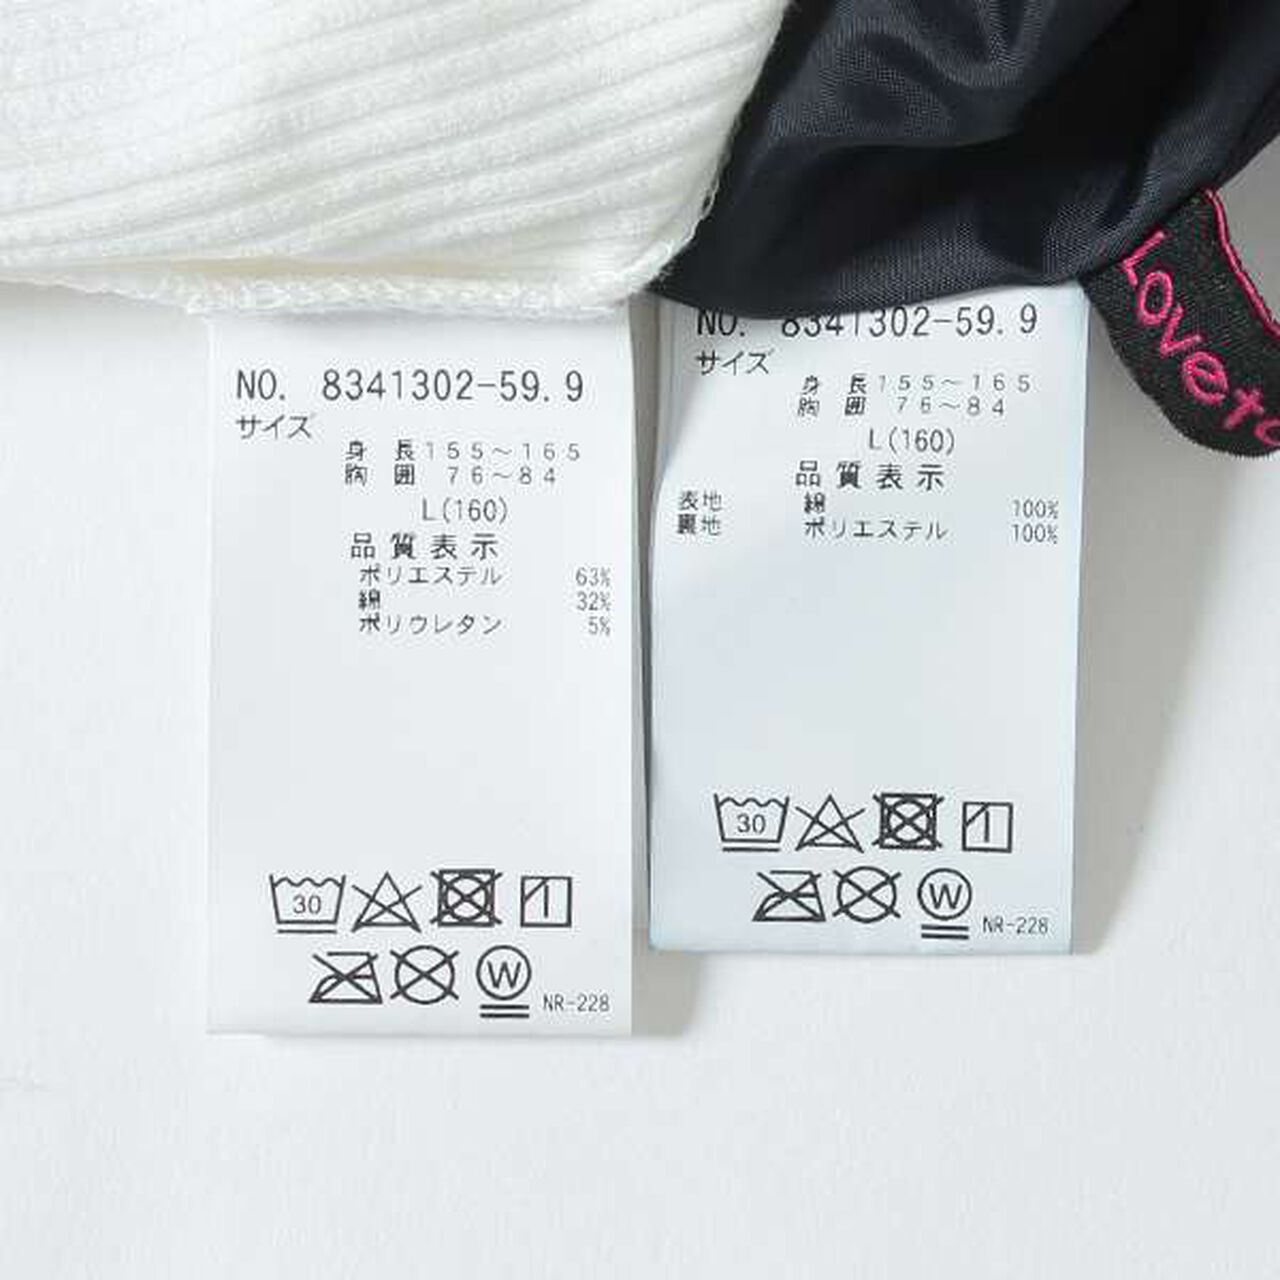 NO. 8341302-59.9
サイズ
身 長 155～165
胸 囲 76～84
L(160)
品質表示
ポリエステル 63%
綿 32%
ポリウレタン 5%
30
W
NR-228
NO. 8341302-59.9
サイズ
身 長 155～165
胸 囲 76～84
L(160)
品質表示
表地 綿 100%
裏地 ポリエステル 100%
30
W
NR-228
Loveto